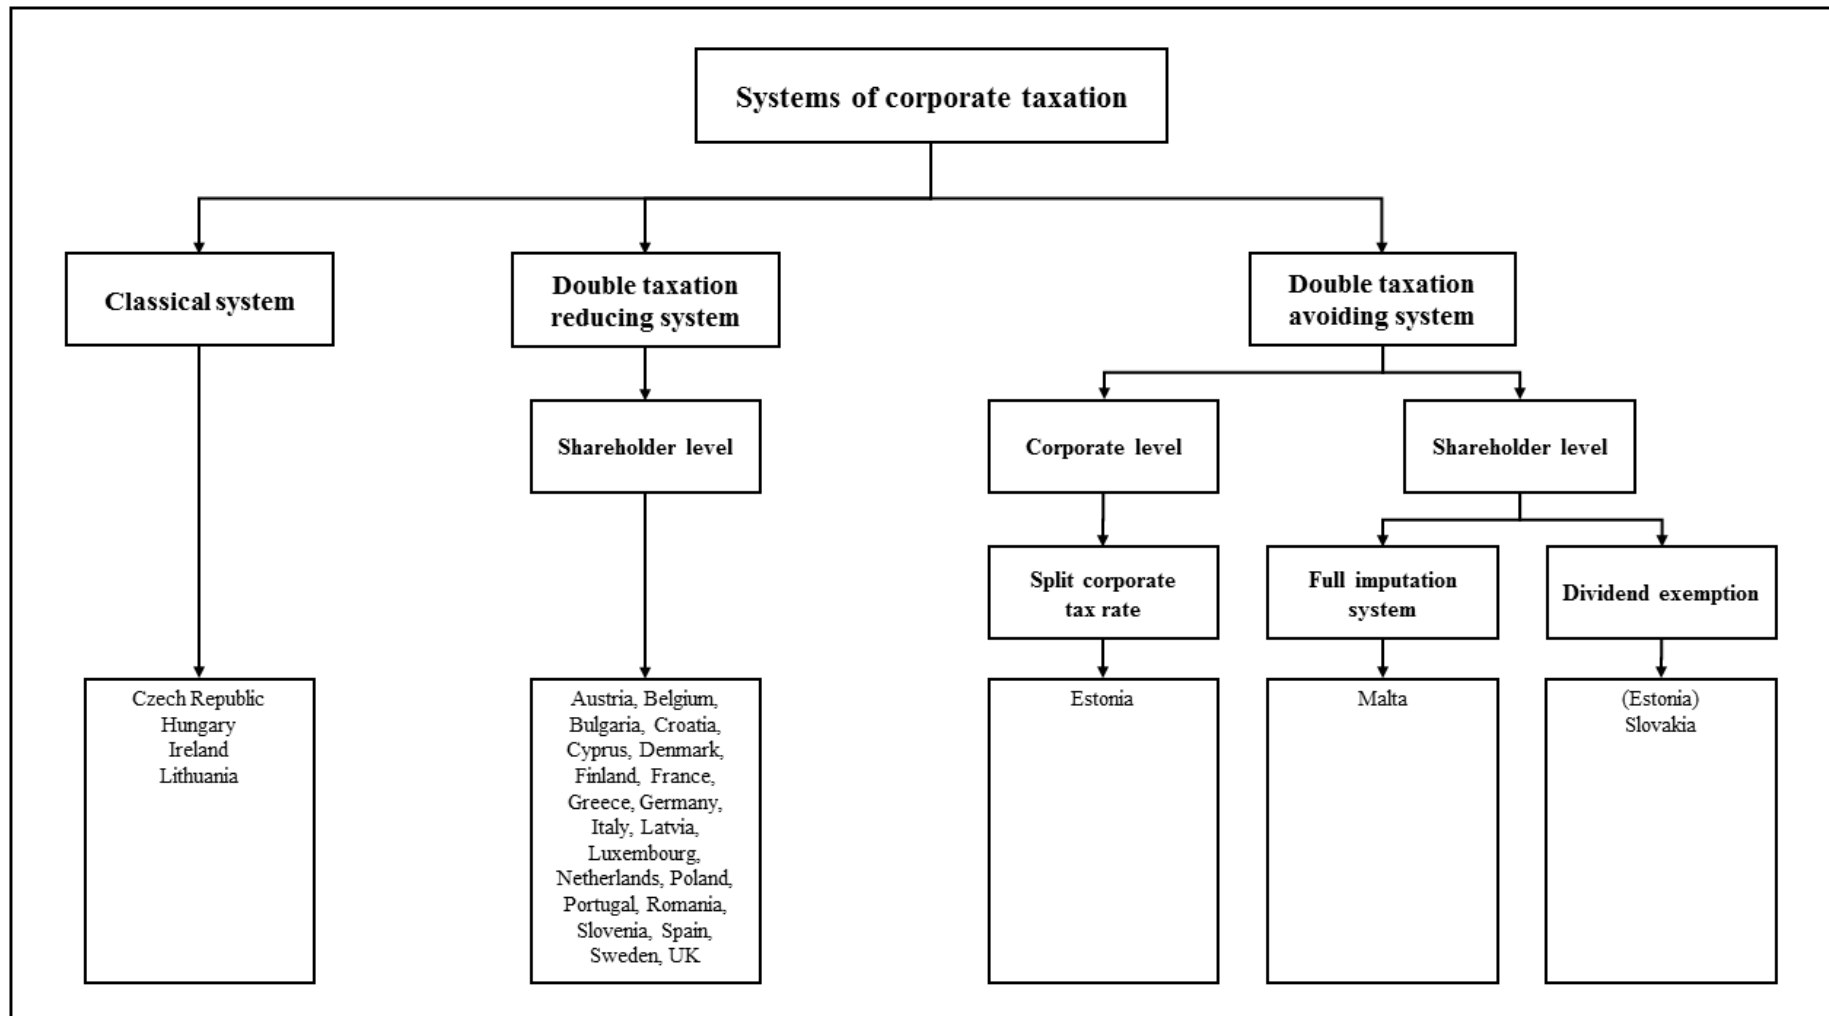 Systems of corporate taxation
Classical system
Double taxation
reducing system
Double taxation
avoiding system
Shareholder level
Corporate level
Shareholder level
Split corporate
tax rate
Full imputation
system
Dividend exemption
Czech Republic
Hungary
Ireland
Lithuania
Austria, Belgium,
Bulgaria, Croatia,
Cyprus, Denmark,
Finland, France,
Greece, Germany,
Italy, Latvia,
Luxembourg,
Netherlands, Poland,
Portugal, Romania,
Slovenia, Spain,
Sweden, UK
Estonia
Malta
(Estonia)
Slovakia